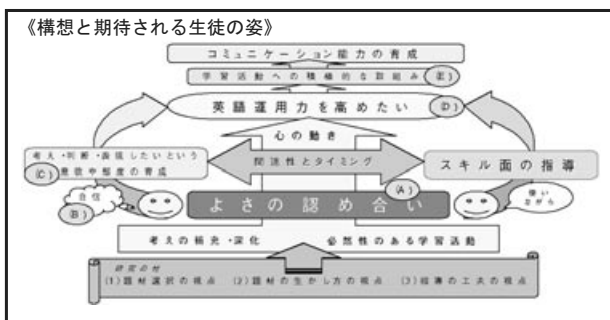 《構想と期待される生徒の姿》
コミュニケーション能力の育成
学習活動への積極的な取組み (E)
英語運用力を高めたい (D)
心の動き
考え・判断・表現したいという
(C) 意欲や態度の育成
関連性とタイミング
スキル面の指導
自信
(B)
よさの認め合い (A)
使い
ながら
考えの補充・深化 必然性のある学習活動
研究の柱
(1)題材選択の視点 (2)題材の生かし方の視点 (3)指導の工夫の視点